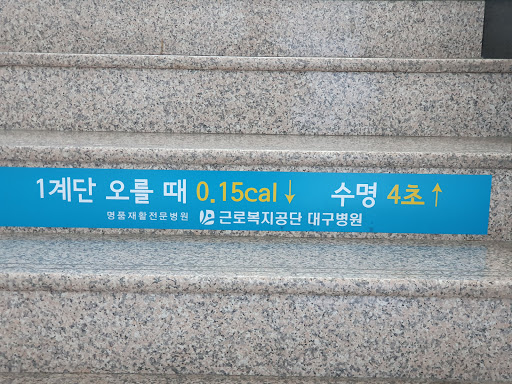 1계단 오를 때 0.15cal↓ 수명 4초↑
명품재활전문병원 근로복지공단 대구병원